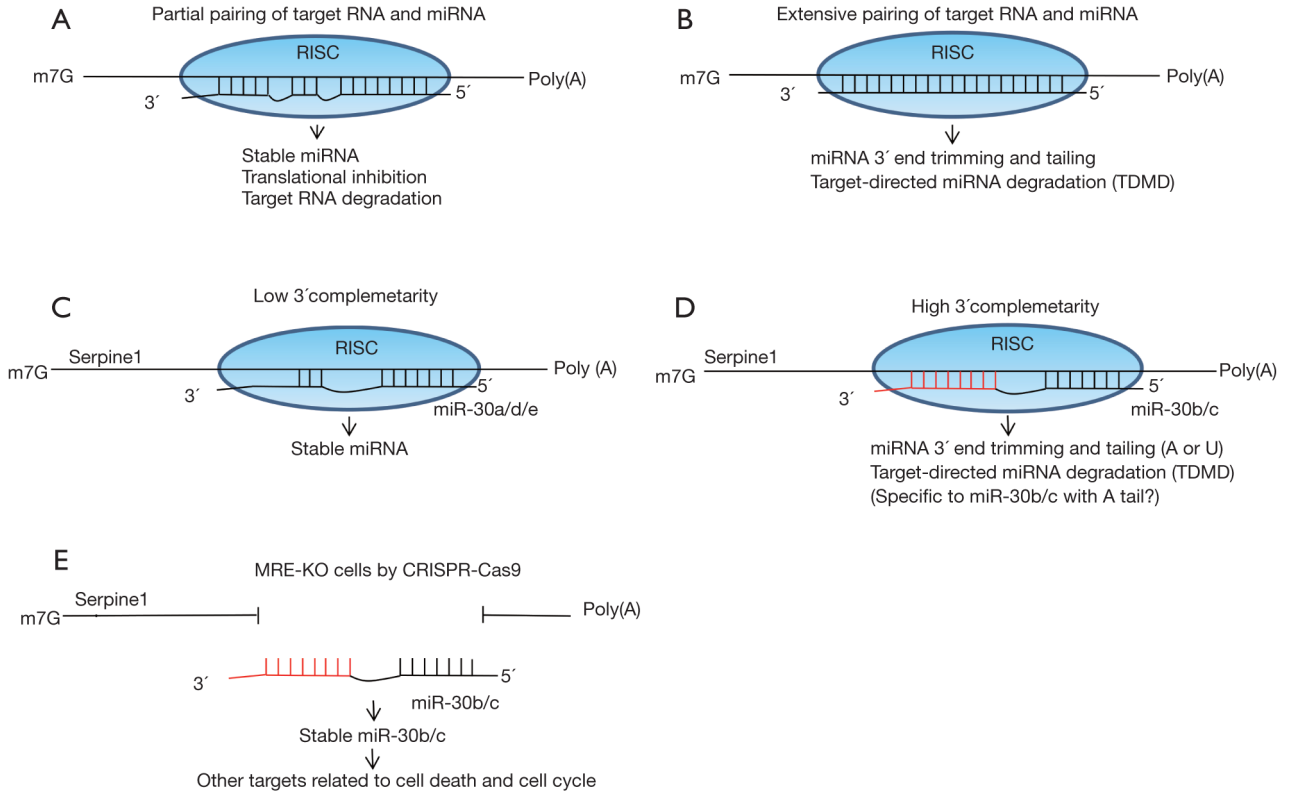 A
Partial pairing of target RNA and miRNA
RISC
m7G
Poly(A)
3´
5´
Stable miRNA
Translational inhibition
Target RNA degradation
B
Extensive pairing of target RNA and miRNA
RISC
m7G
Poly(A)
3´
5´
miRNA 3´ end trimming and tailing
Target-directed miRNA degradation (TDMD)
C
Low 3´complemetarity
RISC
Serpine1
m7G
Poly (A)
3´
5´
miR-30a/d/e
Stable miRNA
D
High 3´complemetarity
RISC
Serpine1
m7G
Poly(A)
3´
5´
miR-30b/c
miRNA 3´ end trimming and tailing (A or U)
Target-directed miRNA degradation (TDMD)
(Specific to miR-30b/c with A tail?)
E
MRE-KO cells by CRISPR-Cas9
Serpine1
m7G
Poly(A)
3´
5´
miR-30b/c
Stable miR-30b/c
Other targets related to cell death and cell cycle